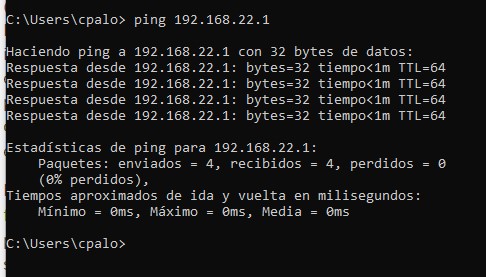 C:\Users\cpalo> ping 192.168.22.1
Haciendo ping a 192.168.22.1 con 32 bytes de datos:
Respuesta desde 192.168.22.1: bytes=32 tiempo<1m TTL=64
Respuesta desde 192.168.22.1: bytes=32 tiempo<1m TTL=64
Respuesta desde 192.168.22.1: bytes=32 tiempo<1m TTL=64
Respuesta desde 192.168.22.1: bytes=32 tiempo<1m TTL=64
Estadísticas de ping para 192.168.22.1:
Paquetes: enviados = 4, recibidos = 4, perdidos = 0
(0% perdidos),
Tiempos aproximados de ida y vuelta en milisegundos:
Mínimo = 0ms, Máximo = 0ms, Media = 0ms
C:\Users\cpalo>